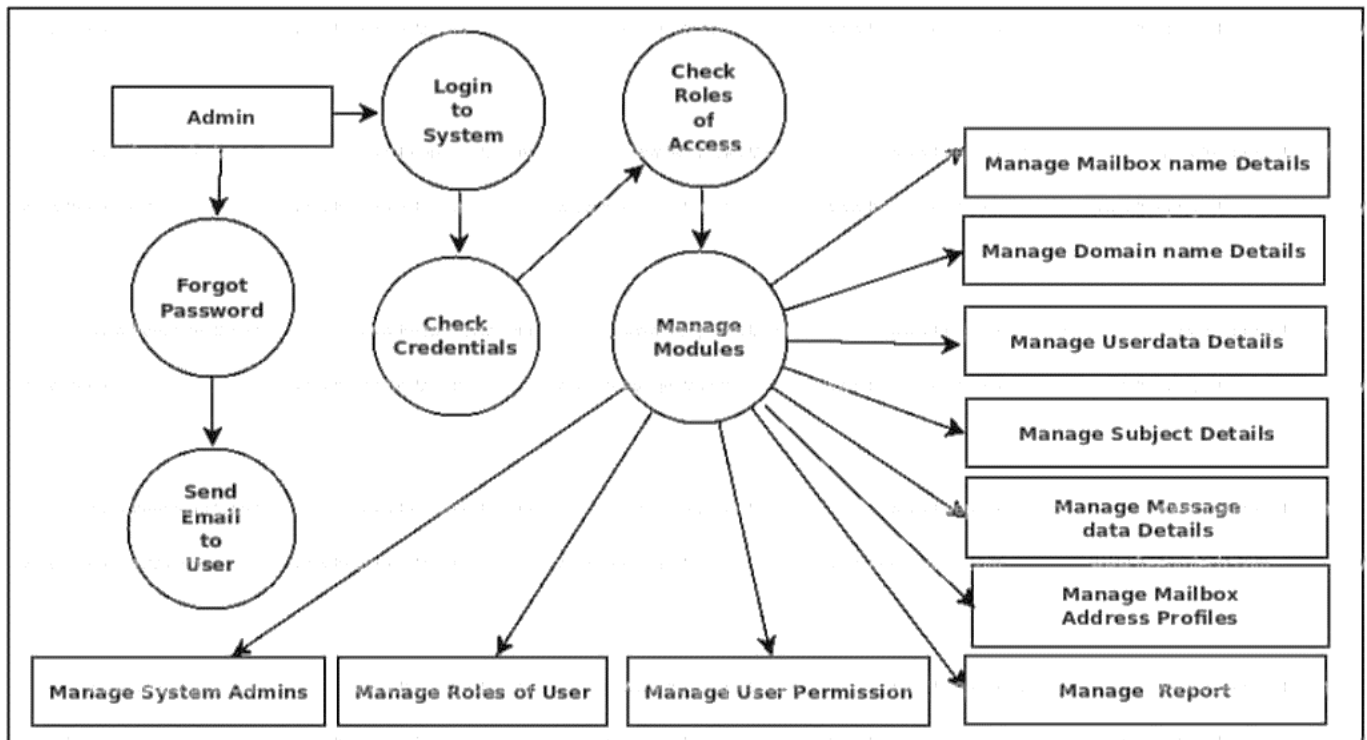 Admin
Login
to
System
Check
Roles
of
Access
Forgot
Password
Check
Credentials
Manage
Modules
Send
Email
to
User
Manage Mailbox name Details
Manage Domain name Details
Manage Userdata Details
Manage Subject Details
Manage Message
data Details
Manage Mailbox
Address Profiles
Manage System Admins
Manage Roles of User
Manage User Permission
Manage Report